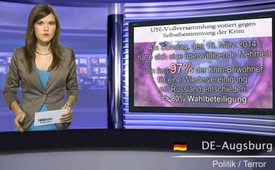 UN-Vollversammlung votiert gegen
Selbstbestimmung der Krim
Am Sonntag, den 16. März 2014
hatte sich eine überwältigende Mehrheit
Von fast 97% der Krim-Bewohner
für eine Wiedervereinigung
mit Russland entschieden
=> 80% Wahlbeteiligung
DE-Augsburg
Politik / Terror